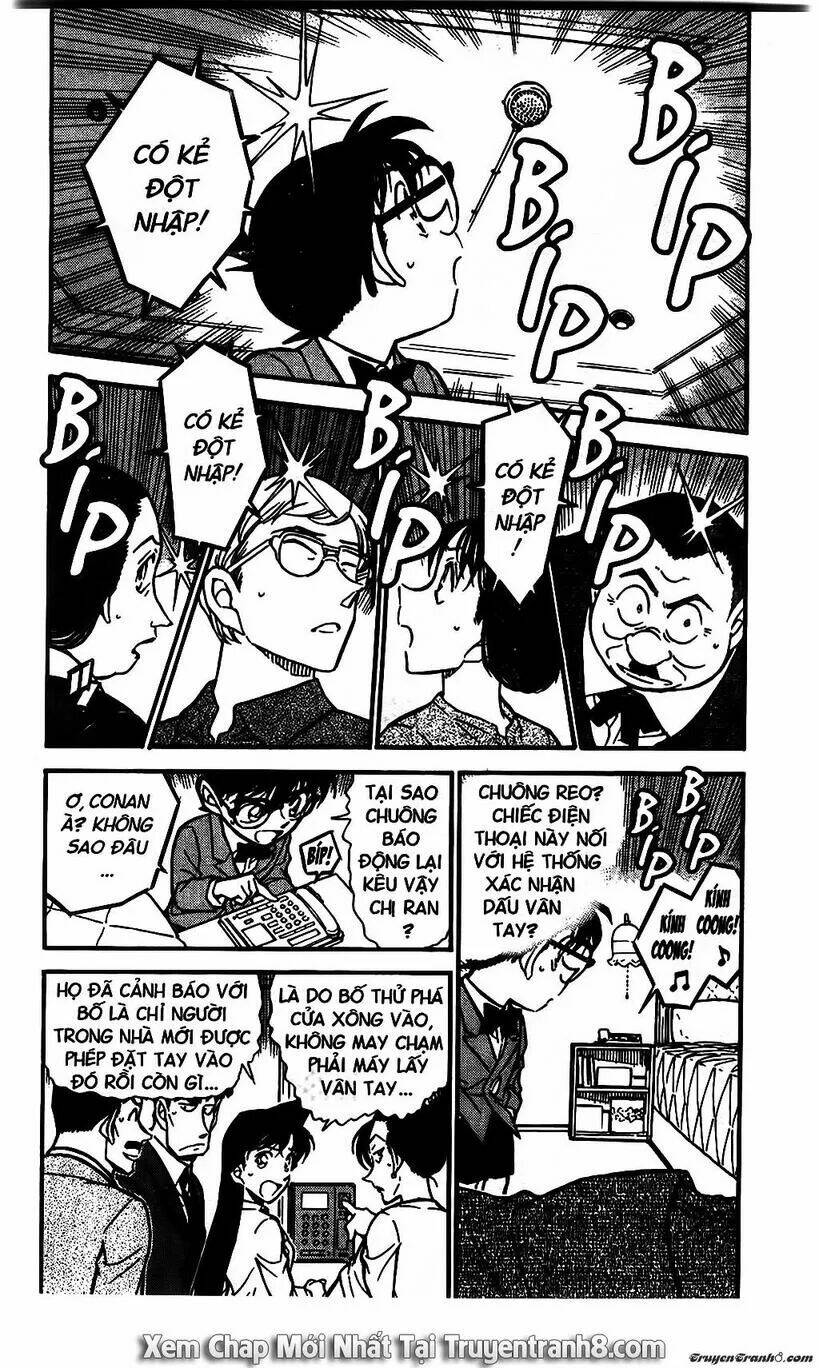 CÓ KẺ
ĐỘT
NHẬP!
BÍP
BÍP
BÍP
CÓ KẺ
ĐỘT
NHẬP!
BÍP
CÓ KẺ
ĐỘT
NHẬP
!
BÍP
Ơ, CONAN
À? KHÔNG
SAO ĐÂU
...
BÍP!
TẠI SAO
CHUÔNG
BÁO
ĐỘNG LẠI
KÊU VẬY
CHỊ RAN
?
CHUÔNG REO?
CHIẾC ĐIỆN
THOẠI NÀY NỐI
VỚI HỆ THỐNG
XÁC NHẬN
DẤU VÂN
TAY?
BÍP
BÍP
KÍNH
COONG!
KÍNH
COONG!
HỌ ĐÃ CẢNH BÁO VỚI
BỐ LÀ CHỈ NGƯỜI
TRONG NHÀ MỚI ĐƯỢC
PHÉP ĐẶT TAY VÀO
ĐÓ RỒI CÒN GÌ...
LÀ DO BỐ THỬ PHÁ
CỬA XÔNG VÀO,
KHÔNG MAY CHẠM
PHẢI MÁY LẤY
VÂN TAY...
Xem Chap Mới Nhất Tại Truyentranh8.com
TruyenTranh8.com